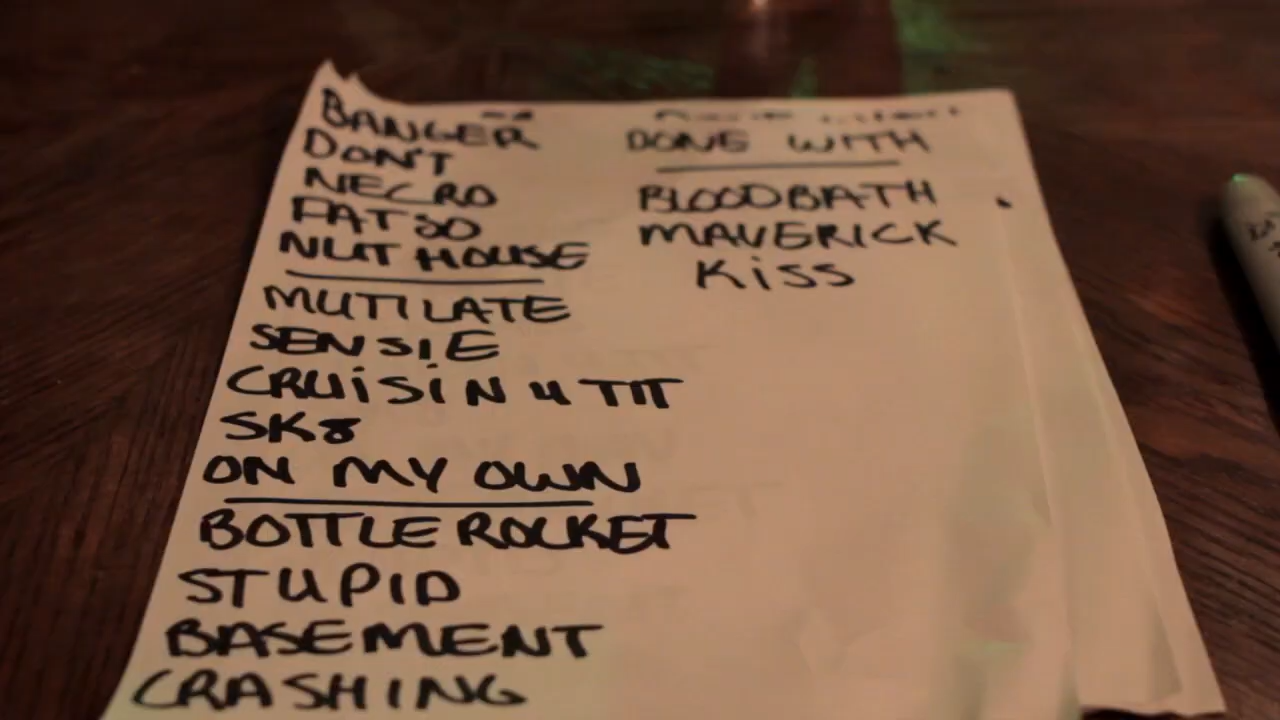 BANGER
DON'T
NECRO
FATSO
NUT HOUSE
MUTILATE
SENSIE
CRUiSiN 4 TIT
SK8
ON MY OWN
BOTTLE ROCKET
STUPID
BASEMENT
CRASHING
DONE WITH
BLOODBATH
MAVERICK
KiSS